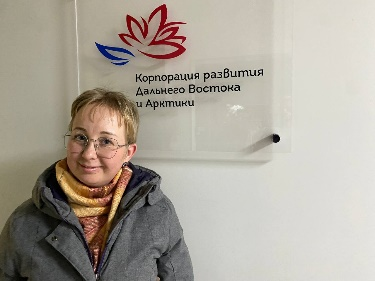 Корпорация развития
Дальнего Востока
и Арктики